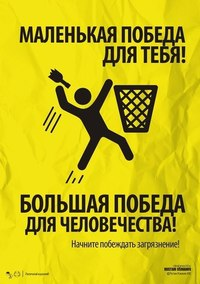 МАЛЕНЬКАЯ ПОБЕДА
ДЛЯ ТЕБЯ!
БОЛЬШАЯ ПОБЕДА
ДЛЯ ЧЕЛОВЕЧЕСТВА!
Начните побеждать загрязнение!